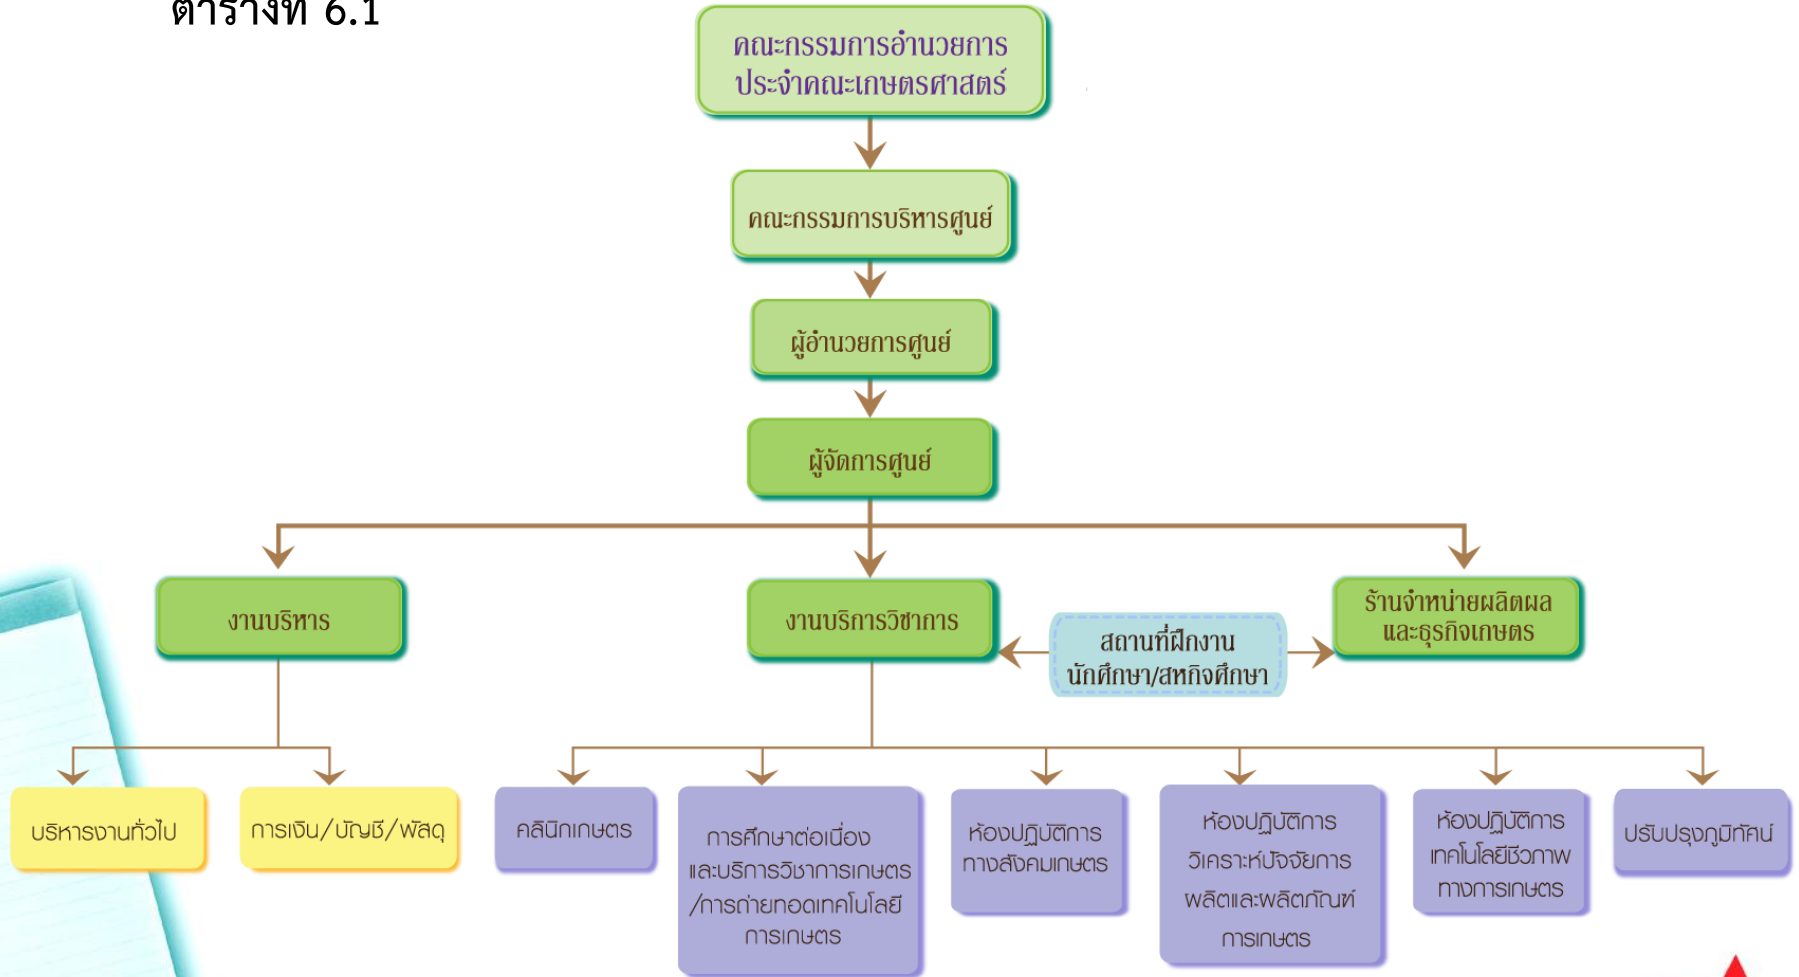 ตารางที่ 6.1
คณะกรรมการอำนวยการ
ประจำคณะเกษตรศาสตร์
คณะกรรมการบริหารศูนย์
ผู้อำนวยการศูนย์
ผู้จัดการศูนย์
งานบริหาร
งานบริการวิชาการ
สถานที่ฝึกงาน
นักศึกษา/สหกิจศึกษา
ร้านจำหน่ายผลิตผล
และธุรกิจเกษตร
บริหารงานทั่วไป
การเงิน/บัญชี/พัสดุ
คลินิกเกษตร
การศึกษาต่อเนื่อง
และบริการวิชาการเกษตร
/การถ่ายทอดเทคโนโลยี
การเกษตร
ห้องปฏิบัติการ
ทางสังคมเกษตร
ห้องปฏิบัติการ
วิเคราะห์ปัจจัยการ
ผลิตและผลิตภัณฑ์
การเกษตร
ห้องปฏิบัติการ
เทคโนโลยีชีวภาพ
ทางการเกษตร
ปรับปรุงภูมิทัศน์